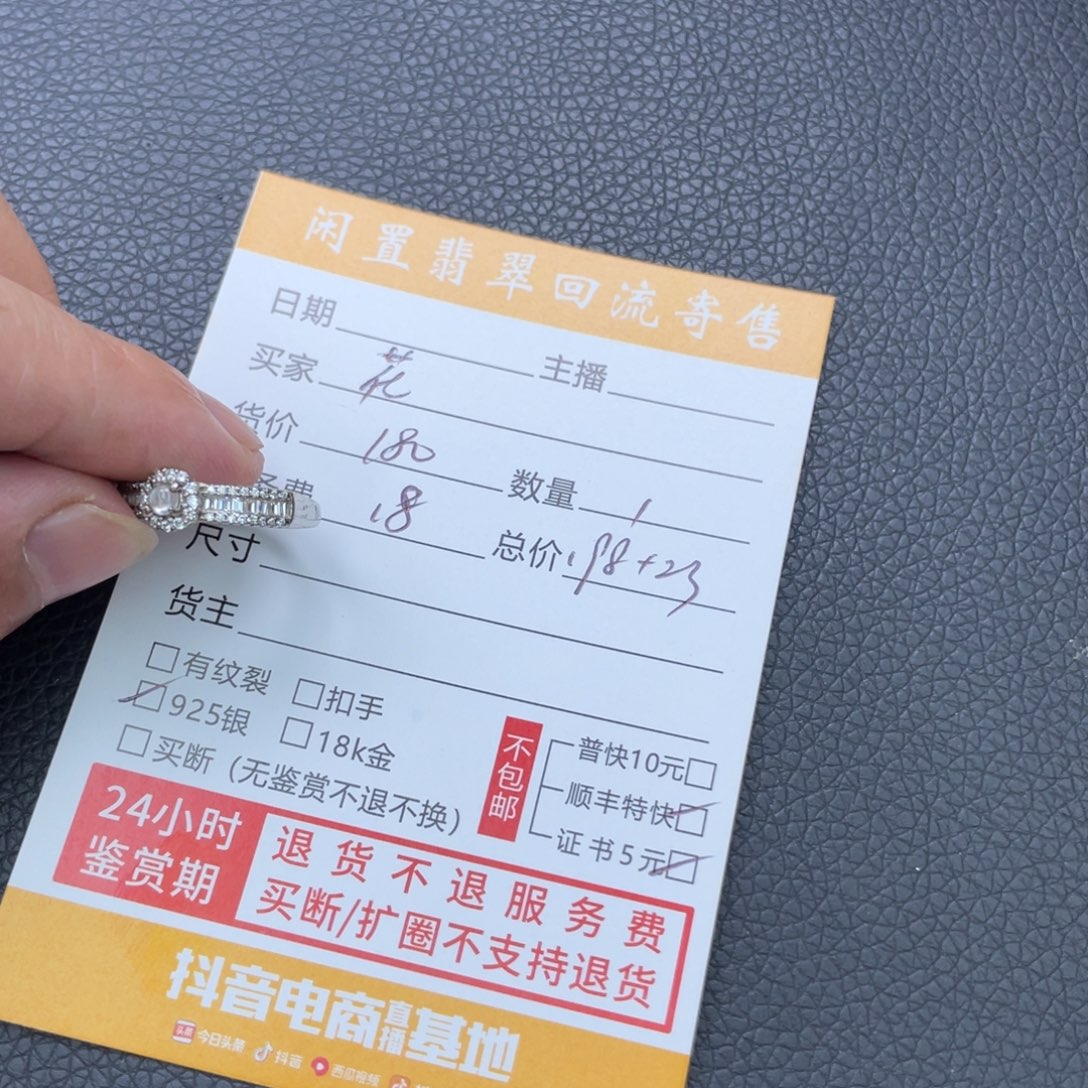 闲置翡翠回流寄售
日期 主播
买家 花
货价 180 数量 1
务费 18 总价 198+23
尺寸
货主
有纹裂 扣手
925银 18k金
买断（无鉴赏不退不换）
不包邮
普快10元
顺丰特快
证书5元
24小时
鉴赏期
退货不退服务费
买断/扩圈不支持退货
抖音电商直播基地
头条 今日头条 抖音 西瓜视频